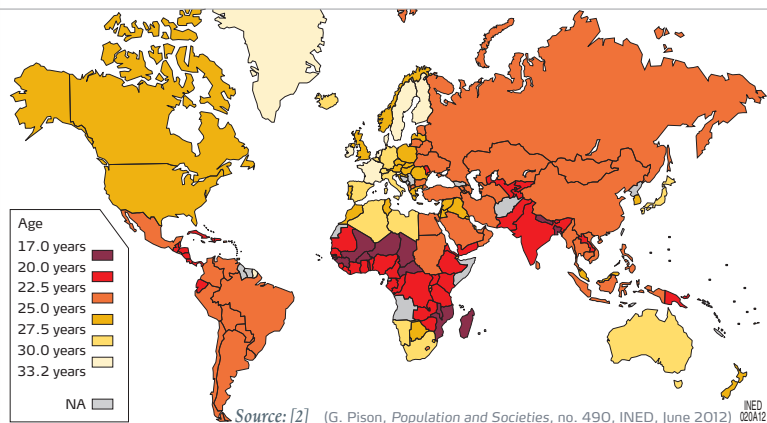 Age
17.0 years
20.0 years
22.5 years
25.0 years
27.5 years
30.0 years
33.2 years
NA
Source: [2] (G. Pison, Population and Societies, no. 490, INED, June 2012)
INED
020A12